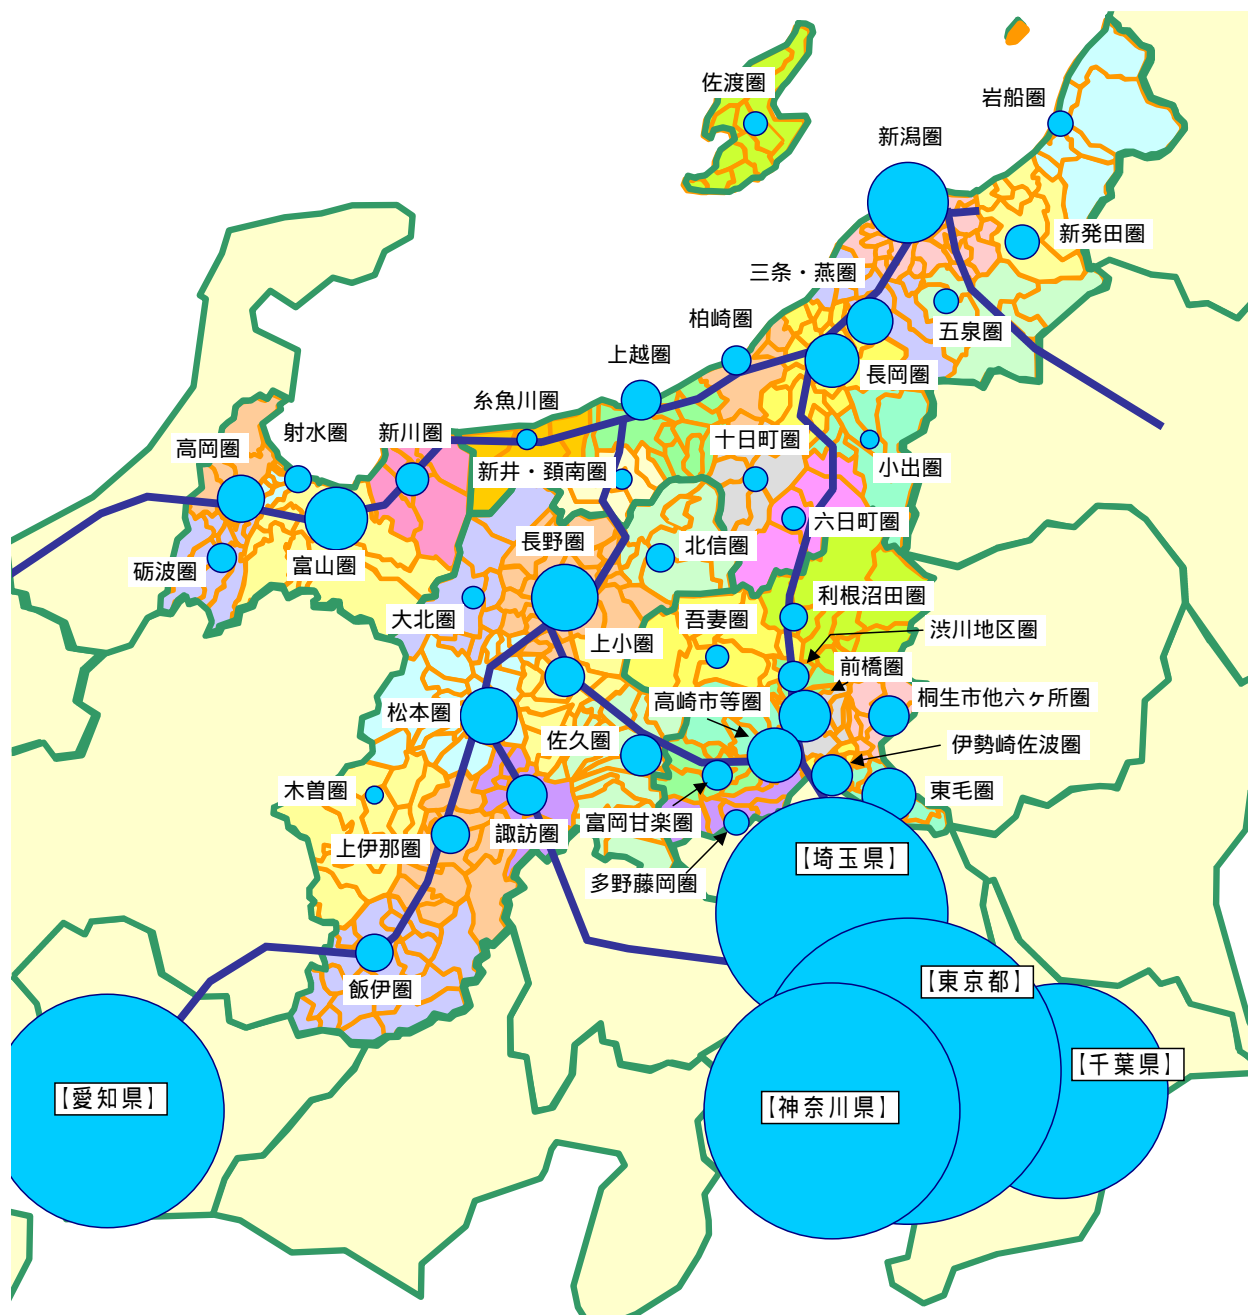 佐渡圏
岩船圏
新潟圏
新発田圏
三条・燕圏
五泉圏
柏崎圏
上越圏
長岡圏
糸魚川圏
射水圏
新川圏
高岡圏
十日町圏
小出圏
新井・頚南圏
六日町圏
長野圏
北信圏
富山圏
砺波圏
大北圏
利根沼田圏
吾妻圏
渋川地区圏
上小圏
前橋圏
高崎市等圏
桐生市他六ヶ所圏
松本圏
佐久圏
伊勢崎佐波圏
木曽圏
東毛圏
富岡甘楽圏
諏訪圏
上伊那圏
【埼玉県】
多野藤岡圏
【東京都】
飯伊圏
【千葉県】
【愛知県】
【神奈川県】